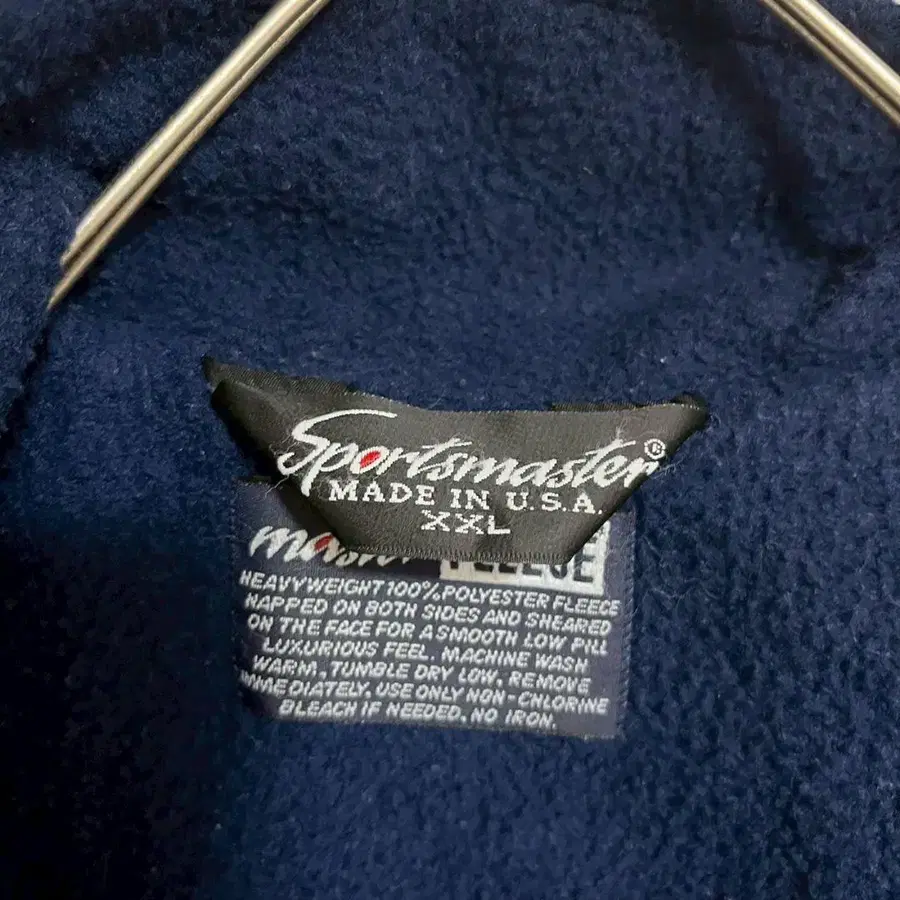 Sportsmaster®
MADE IN U.S.A.
XXL
FLEECE
HEAVYWEIGHT 100% POLYESTER FLEECE
NAPPED ON BOTH SIDES AND SHEARED
ON THE FACE FOR A SMOOTH LOW PILL
LUXURIOUS FEEL. MACHINE WASH
WARM, TUMBLE DRY LOW, REMOVE
IMMEDIATELY, USE ONLY NON-CHLORINE
BLEACH IF NEEDED. NO IRON.